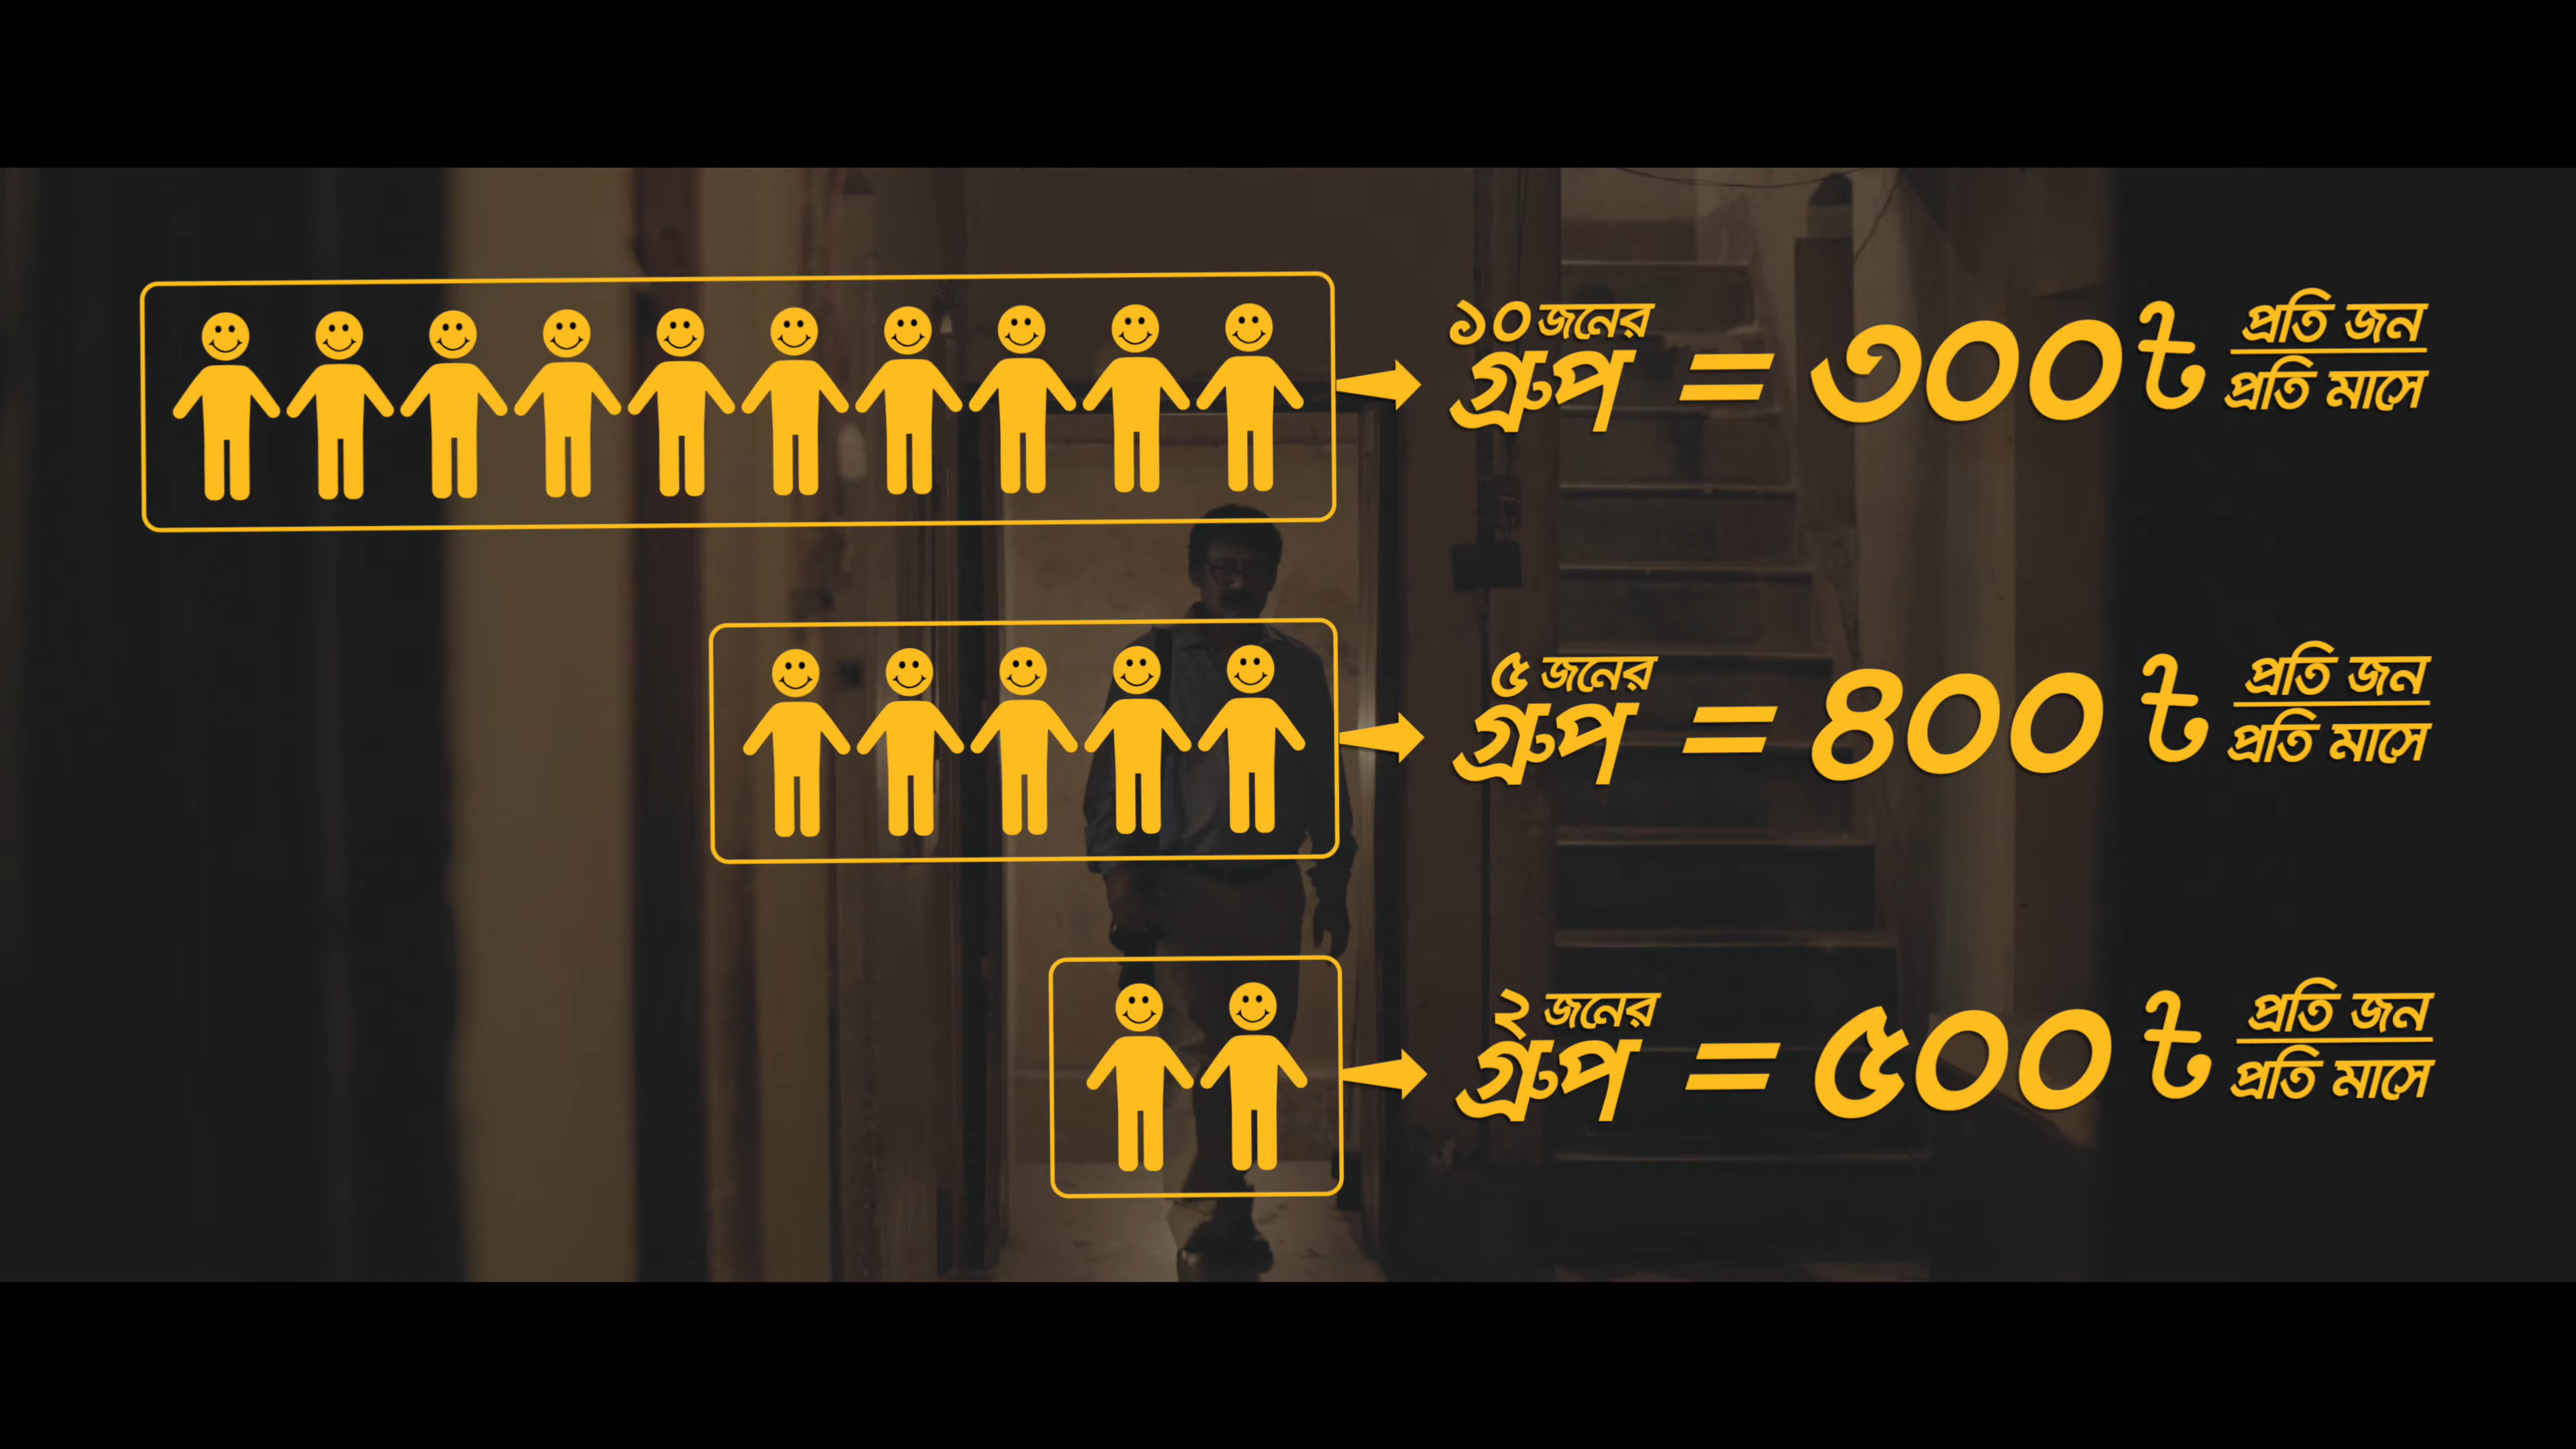 ১০ জনের
গ্রুপ = ৩০০৳ প্রতি জন
প্রতি মাসে
৫ জনের
গ্রুপ = ৪০০ ৳ প্রতি জন
প্রতি মাসে
২ জনের
গ্রুপ = ৫০০ ৳ প্রতি জন
প্রতি মাসে